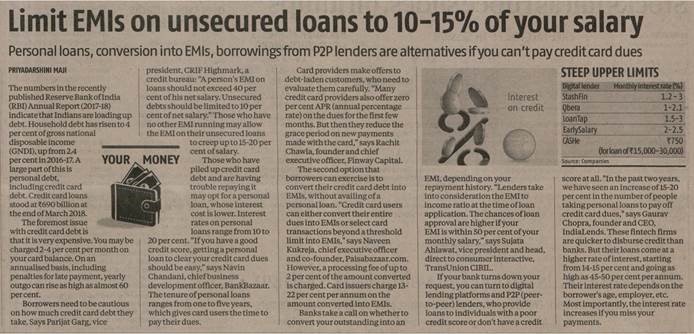 Limit EMIs on unsecured loans to 10-15% of your salary
Personal loans, conversion into EMIs, borrowings from P2P lenders are alternatives if you can't pay credit card dues
PRIYADARSHINI MAJI
The numbers in the recently
published Reserve Bank of India
(RBI) Annual Report (2017-18)
indicate that Indians are loading up
debt. Household debt has risen to 4
per cent of gross national
disposable income
(GNDI), up from 2.4
per cent in 2016-17. A
large part of this is
personal debt,
including credit card
debt. Credit card loans
stood at ₹690 billion at
the end of March 2018.
The foremost issue
with credit card debt is
that it is very expensive. You may be
charged 2-4 per cent per month on
your card balance. On an
annualised basis, including
penalties for late payment, yearly
outgo can rise as high as almost 60
per cent.
Borrowers need to be cautious
on how much credit card debt they
take, Says Parijat Garg, vice
YOUR MONEY
president, CRIF Highmark, a
credit bureau: "A person's EMI on
loans should not exceed 40 per
cent of his net salary. Unsecured
debts should be limited to 10 per
cent of net salary." Those who have
no other EMI running may allow
the EMI on their unsecured loans
to creep up to 15-20 per
cent of salary.
Those who have
piled up credit card
debt and are having
trouble repaying it
may opt for a personal
loan, whose interest
cost is lower. Interest
rates on personal
loans range from 10 to
20 per cent. "If you have a good
credit score, getting a personal
loan to clear your credit card dues
should be easy," says Navin
Chandani, chief business
development officer, BankBazaar.
The tenure of personal loans
ranges from one to five years,
which gives card users the time to
pay their dues.
Card providers make offers to
debt-laden customers, who need to
evaluate them carefully. "Many
credit card providers also offer zero
per cent APR (annual percentage
rate) on the dues for the first few
months. But then they reduce the
grace period on new payments
made with the card," says Rachit
Chawla, founder and chief
executive officer, Finway Capital.
The second option that
borrowers can exercise is to
convert their credit card debt into
EMIs, without availing of a
personal loan. "Credit card users
can either convert their entire
dues into EMIs or select card
transactions beyond a threshold
limit into EMIs," says Naveen
Kukreja, chief executive officer
and co-founder, Paisabazaar.com.
However, a processing fee of up to
2 per cent of the amount converted
is charged. Card issuers charge 13-
22 per cent per annum on the
amount converted into EMIs.
Banks take a call on whether to
convert your outstanding into an
Interest
on credit
EMI, depending on your
repayment history. "Lenders take
into consideration the EMI to
income ratio at the time of loan
application. The chances of loan
approval are higher if your
EMI is within 50 per cent of your
monthly salary," says Sujata
Ahlawat, vice president and head,
direct to consumer interactive,
TransUnion CIBIL.
If your bank turns down your
request, you can turn to digital
lending platforms and P2P (peer-
to-peer) lenders, who provide
loans to individuals with a poor
credit score or don't have a credit
STEEP UPPER LIMITS
Digital lender Monthly interest rate (%)
StashFin 1.2-3
Qbera 1-2.1
LoanTap 1.5-3
EarlySalary 2-2.5
CASHe ₹750
(for loan of ₹15,000-30,000)
Source: Companies
score at all. "In the past two years,
we have seen an increase of 15-20
per cent in the number of people
taking personal loans to pay off
credit card dues," says Gaurav
Chopra, founder and CEO,
IndiaLends. These fintech firms
are quicker to disburse credit than
banks. But their loans come at a
higher rate of interest, starting
from 14-15 per cent and going as
high as 45-50 per cent per annum.
Their interest rate depends on the
borrower's age, employer, etc.
Most importantly, the interest rate
increases if you miss your
payments.